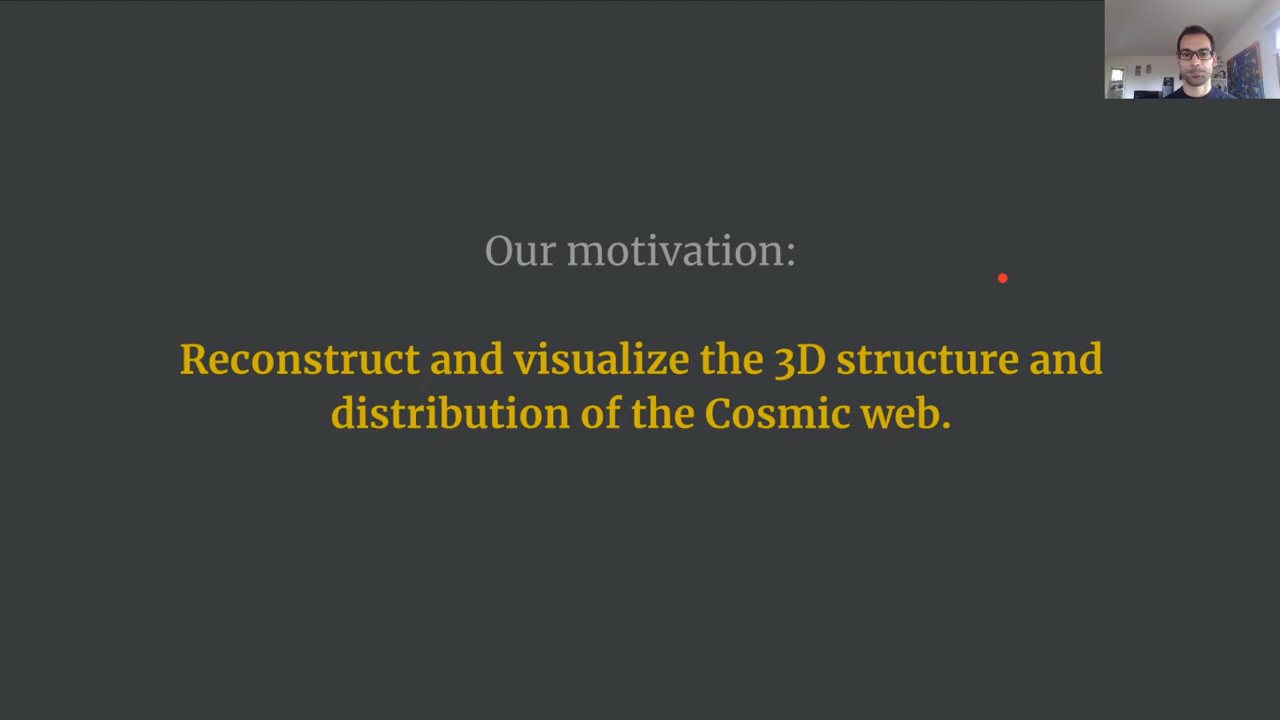 Our motivation:
Reconstruct and visualize the 3D structure and
distribution of the Cosmic web.